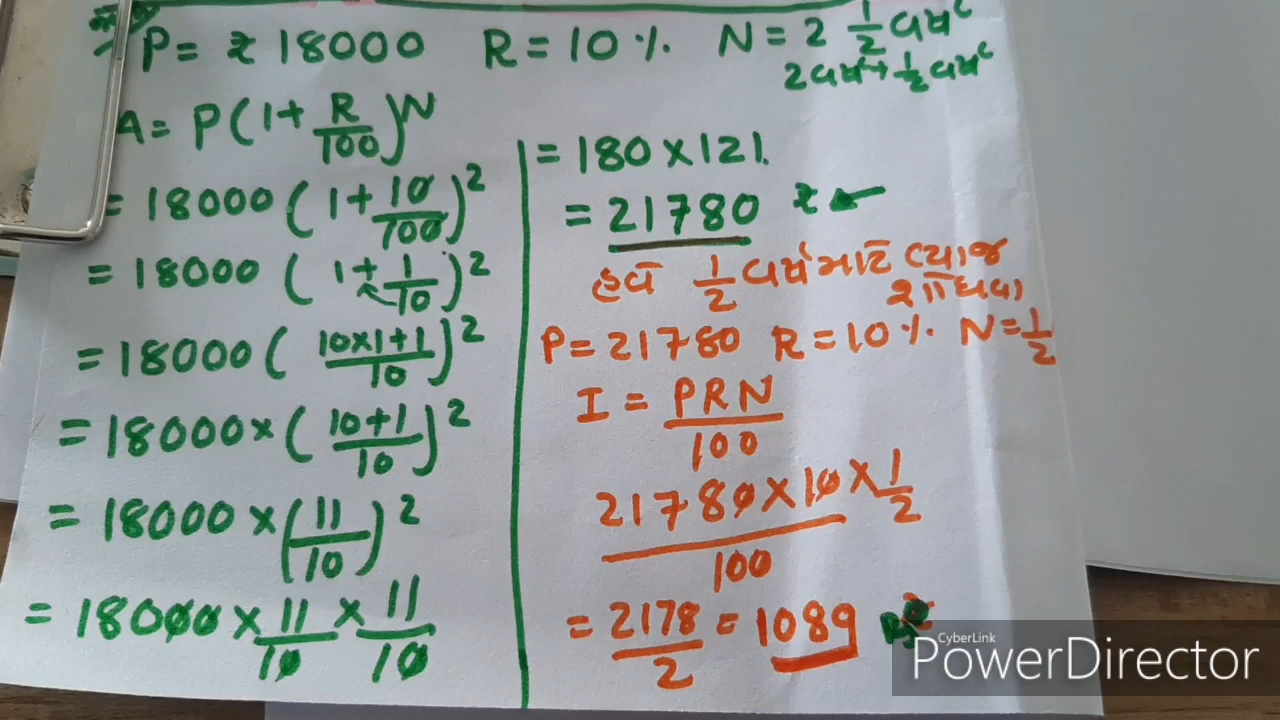 P = ₹ 18000 R = 10 % N = 2 1/2 વર્ષ
2 વર્ષ + 1/2 વર્ષ
A = P(1 + R/100)^N
= 18000 (1 + 10/100)^2
= 18000 (1 + 1/10)^2
= 18000 (10x1+1/10)^2
= 18000 x (10+1/10)^2
= 18000 x (11/10)^2
= 18000 x 11/10 x 11/10
= 180 x 121.
= 21780 ₹
હવે 1/2 વર્ષ માટે વ્યાજ
P = 21780 R = 10 % N = 1/2
I = PRN/100
21780 x 10 x 1/2 / 100
= 2178/2 = 1089
CyberLink
PowerDirector